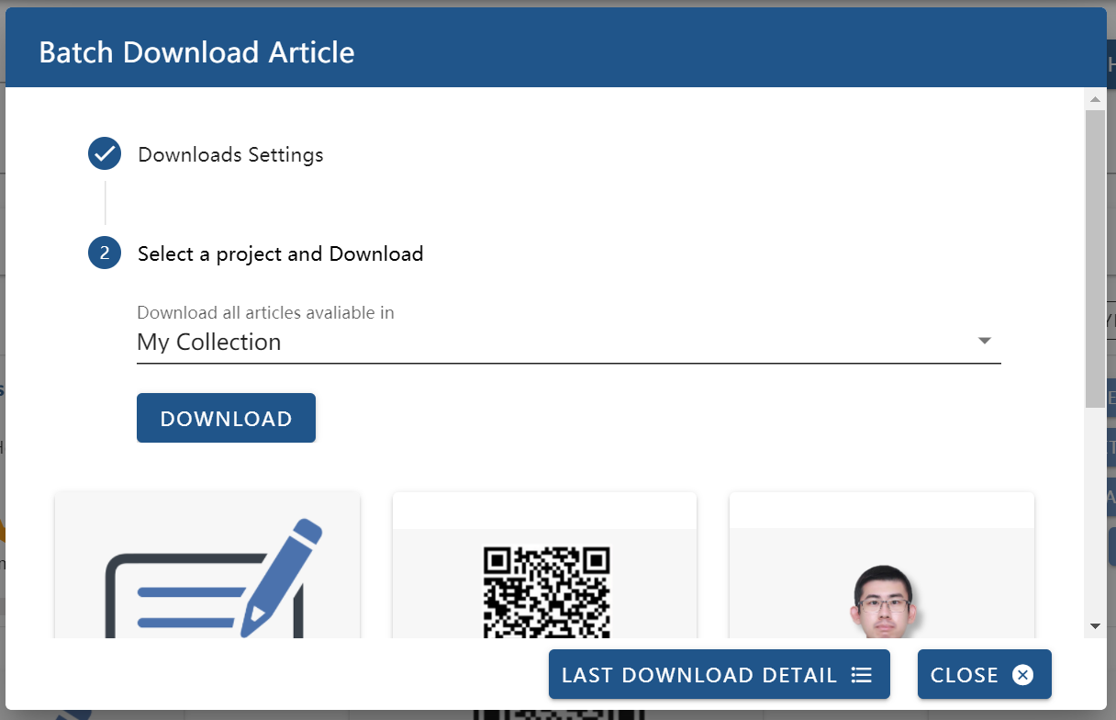 Batch Download Article
Downloads Settings
2
Select a project and Download
Download all articles avaliable in
My Collection
DOWNLOAD
LAST DOWNLOAD DETAIL
CLOSE